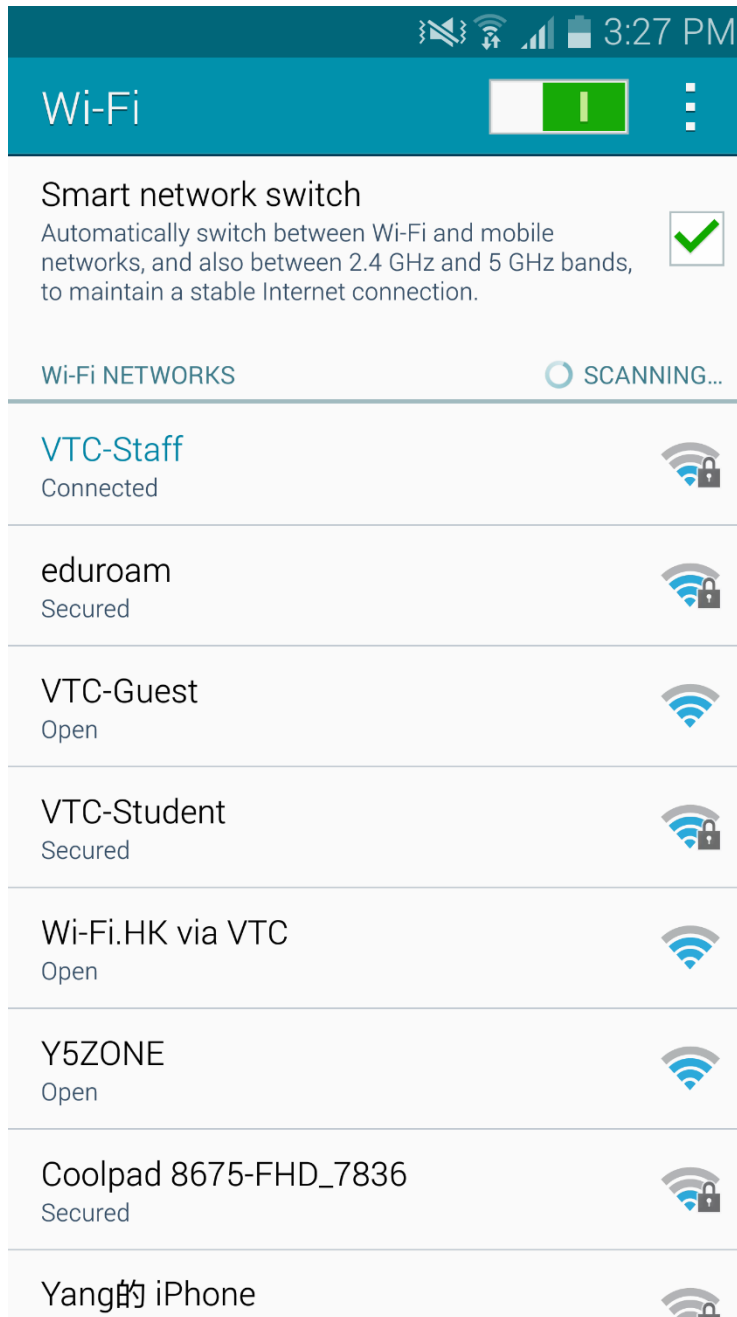 3:27 PM
Wi-Fi
Smart network switch
Automatically switch between Wi-Fi and mobile
networks, and also between 2.4 GHz and 5 GHz bands,
to maintain a stable Internet connection.
Wi-Fi NETWORKS SCANNING...
VTC-Staff
Connected
eduroam
Secured
VTC-Guest
Open
VTC-Student
Secured
Wi-Fi.HK via VTC
Open
Y5ZONE
Open
Coolpad 8675-FHD_7836
Secured
Yang的 iPhone